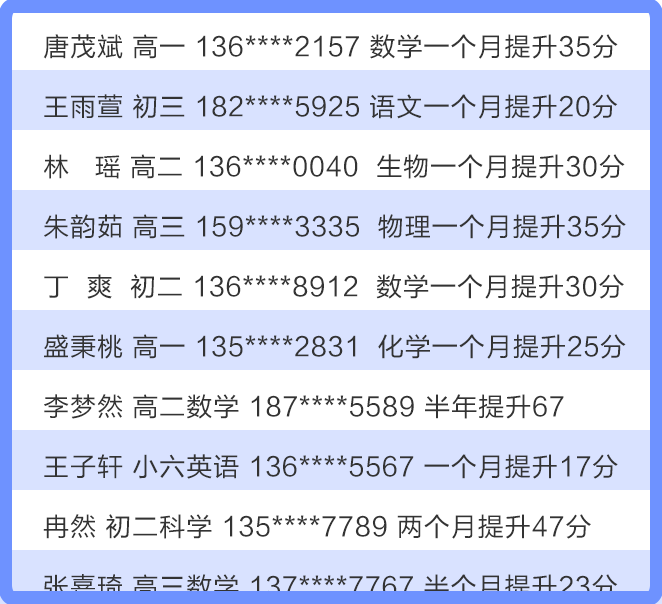 唐茂斌 高一 136****2157 数学一个月提升35分
王雨萱 初三 182****5925 语文一个月提升20分
林 瑶 高二 136****0040 生物一个月提升30分
朱韵茹 高三 159****3335 物理一个月提升35分
丁 爽 初二 136****8912 数学一个月提升30分
盛秉桃 高一 135****2831 化学一个月提升25分
李梦然 高二数学 187****5589 半年提升67
王子轩 小六英语 136****5567 一个月提升17分
冉然 初二科学 135****7789 两个月提升47分
张嘉琦 高三数学 137****7767 半个月提升23分